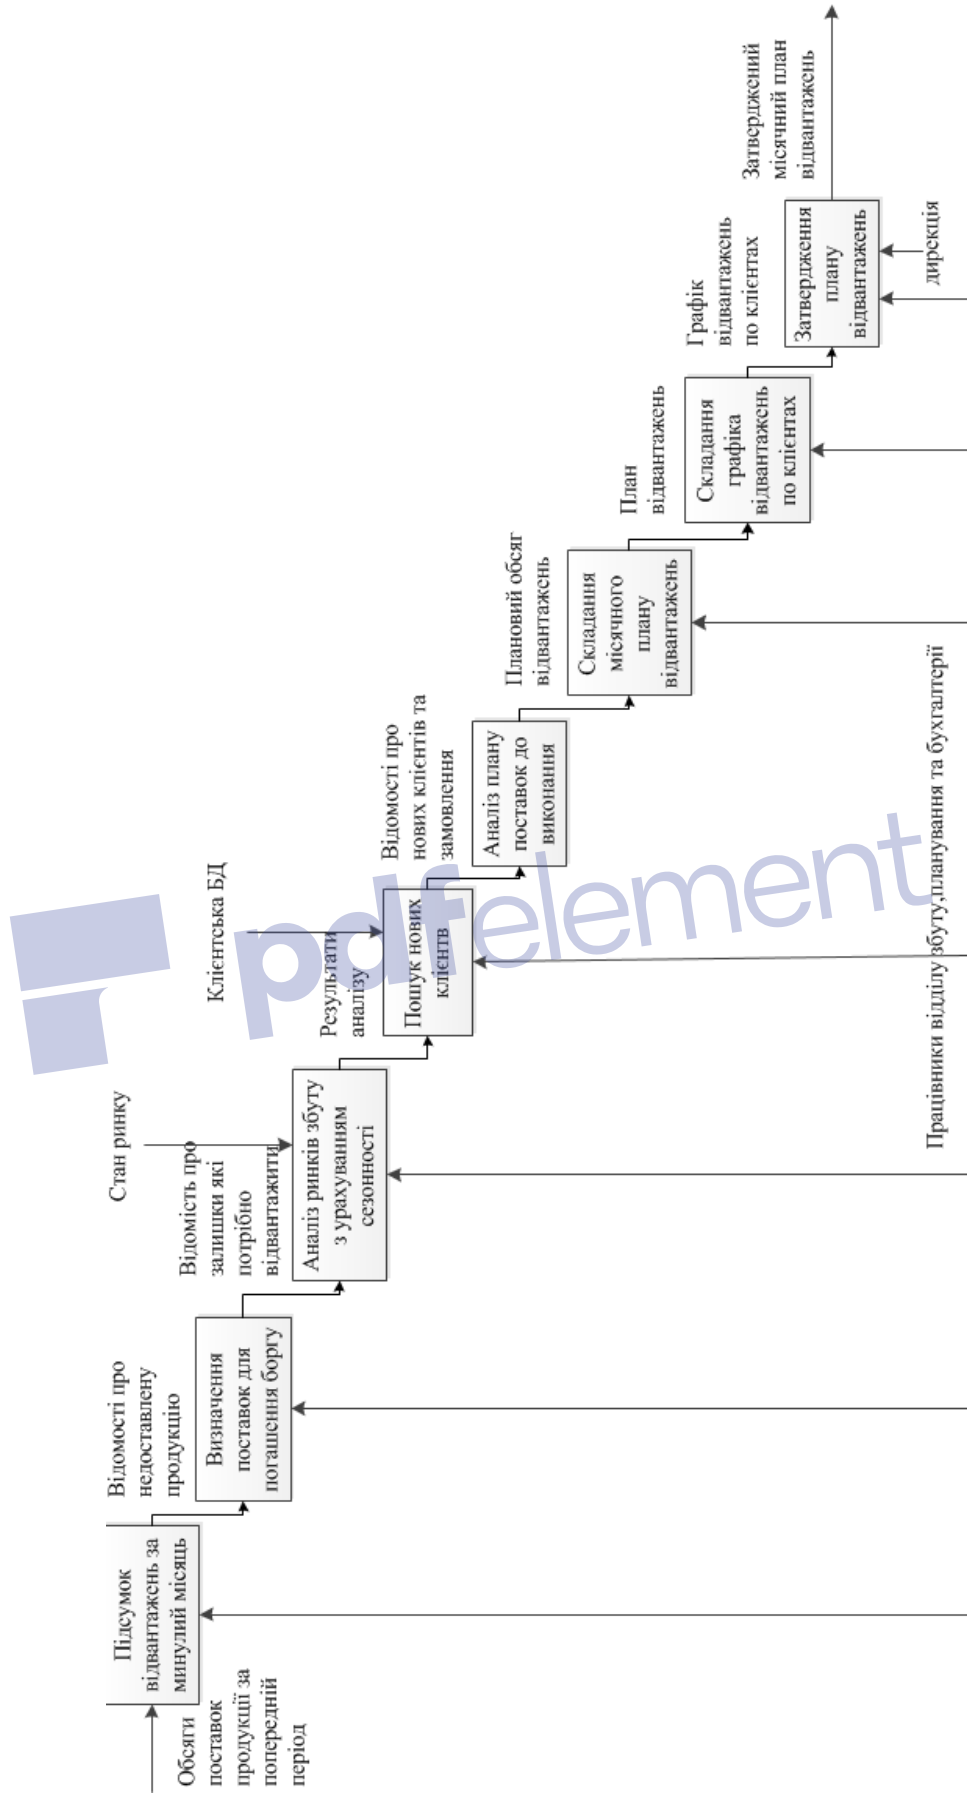 Обсяги
поставок
продукції за
попередній
період
Підсумок
відвантажень за
минулий місяць
Відомості про
недоставлену
продукцію
Визначення
поставок для
погашення боргу
Відомість про
залишки які
потрібно
відвантажити
Стан ринку
Аналіз ринків збуту
з урахуванням
сезонності
Результати
аналізу
Клієнтська БД
Пошук нових
клієнтв
Відомості про
нових клієнтів та
замовлення
Аналіз плану
поставок до
виконання
Плановий обсяг
відвантажень
Складання
місячного
плану
відвантажень
План
відвантажень
Складання
графіка
відвантажень
по клієнтах
Графік
відвантажень
по клієнтах
Затвердження
плану
відвантажень
Затверджений
місячний план
відвантажень
дирекція
Працівники відділу збуту,планування та бухгалтерії
pdfelement